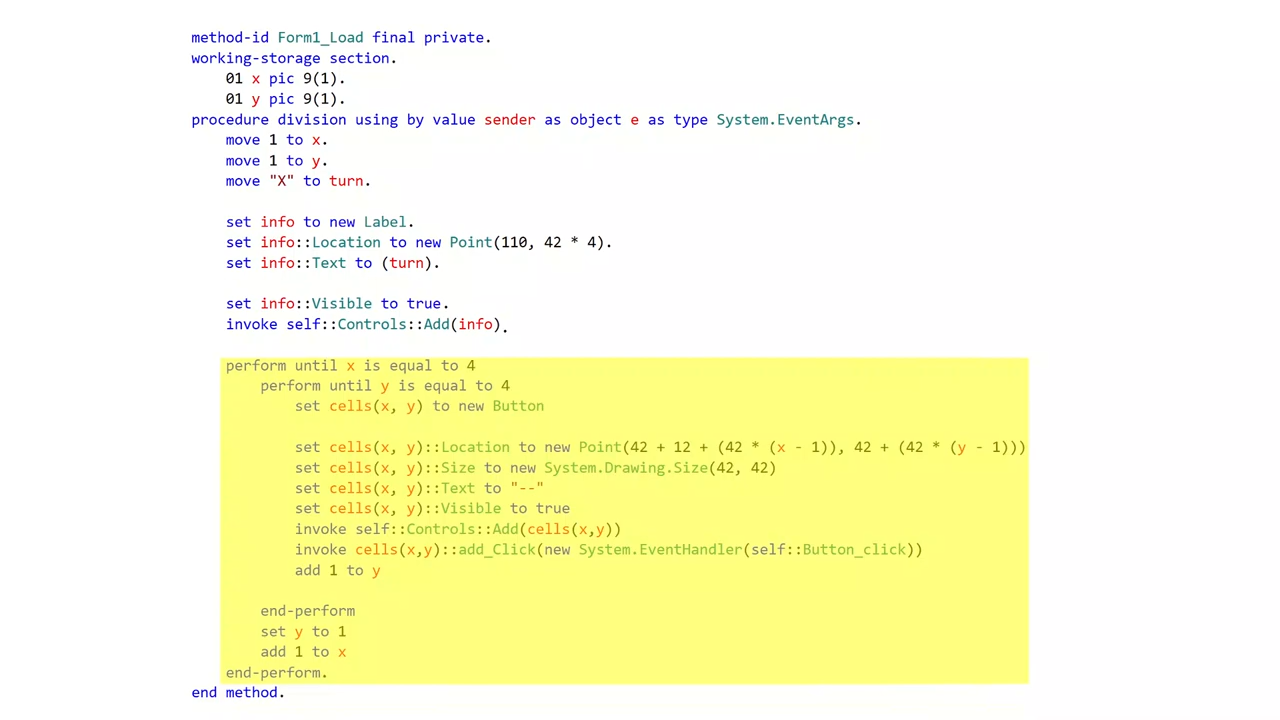 method-id Form1_Load final private.
working-storage section.
01 x pic 9(1).
01 y pic 9(1).
procedure division using by value sender as object e as type System.EventArgs.
move 1 to x.
move 1 to y.
move "X" to turn.
set info to new Label.
set info::Location to new Point(110, 42 * 4).
set info::Text to (turn).
set info::Visible to true.
invoke self::Controls::Add(info).
perform until x is equal to 4
perform until y is equal to 4
set cells(x, y) to new Button
set cells(x, y)::Location to new Point(42 + 12 + (42 * (x - 1)), 42 + (42 * (y - 1)))
set cells(x, y)::Size to new System.Drawing.Size(42, 42)
set cells(x, y)::Text to "--"
set cells(x, y)::Visible to true
invoke self::Controls::Add(cells(x,y))
invoke cells(x,y)::add_Click(new System.EventHandler(self::Button_click))
add 1 to y
end-perform
set y to 1
add 1 to x
end-perform.
end method.